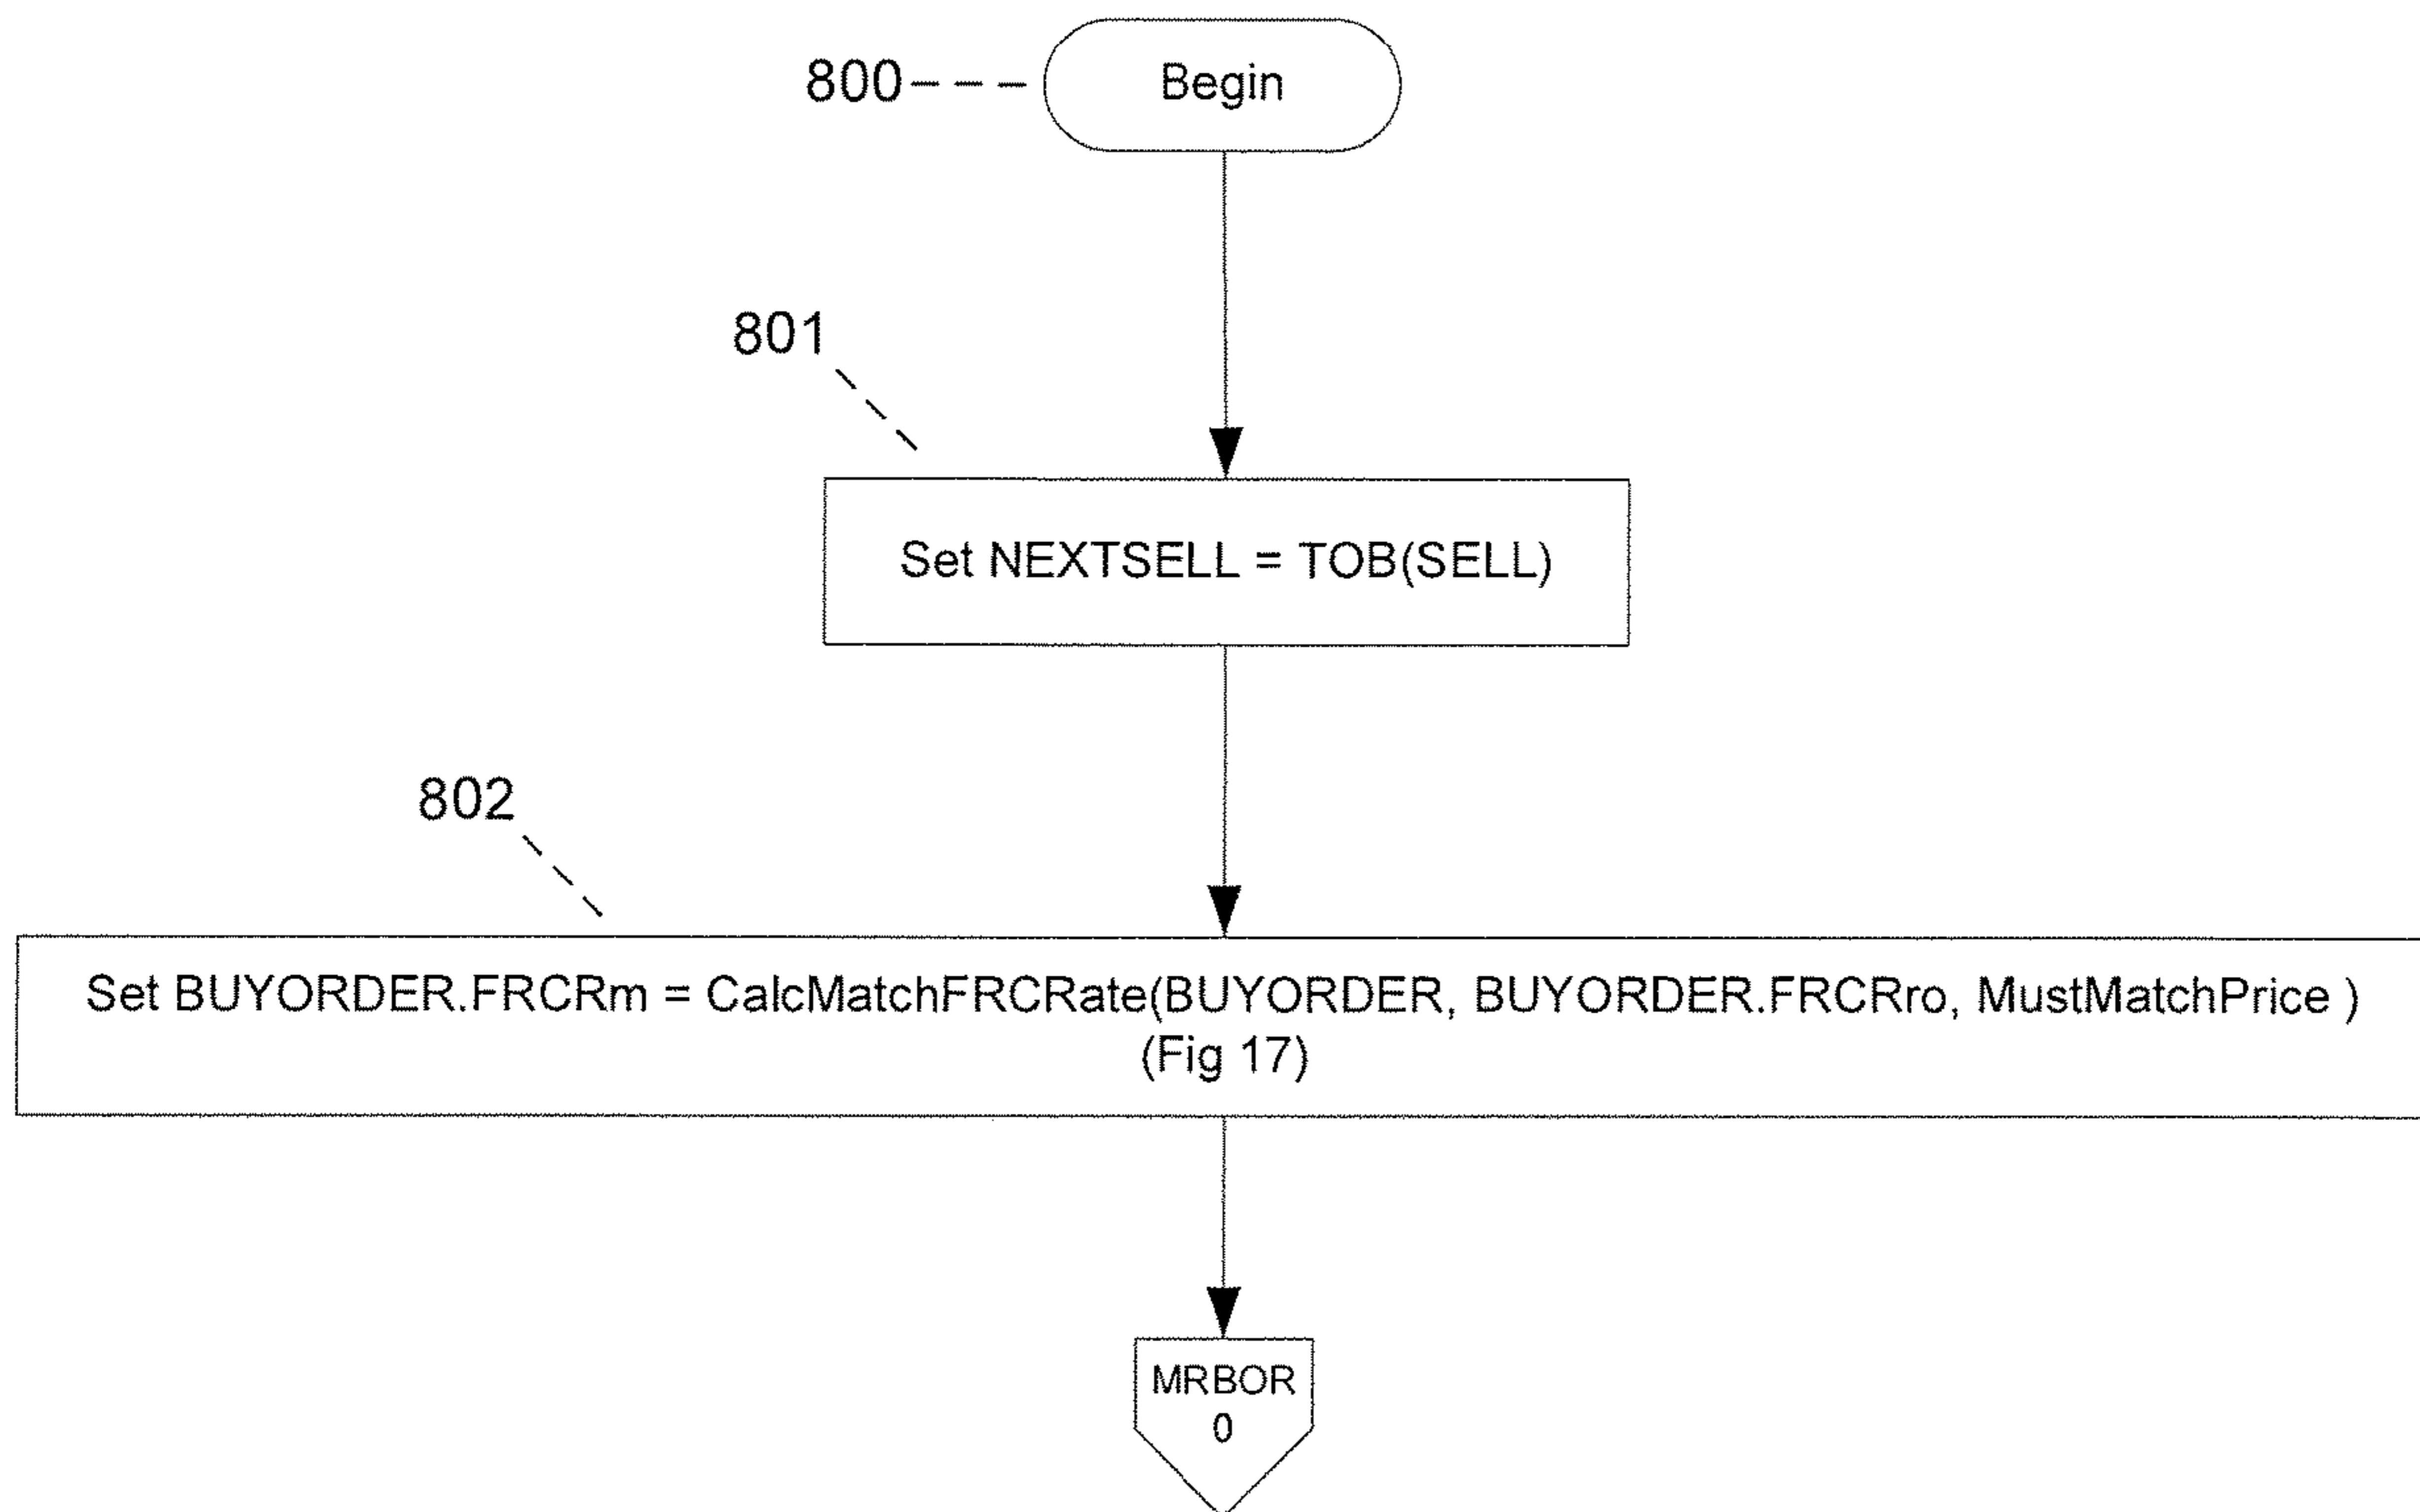 800
Begin
801
Set NEXTSELL = TOB(SELL)
802
Set BUYORDER.FRCRm = CalcMatchFRCRate(BUYORDER, BUYORDER.FRCRro, MustMatchPrice )
(Fig 17)
MRBOR
0